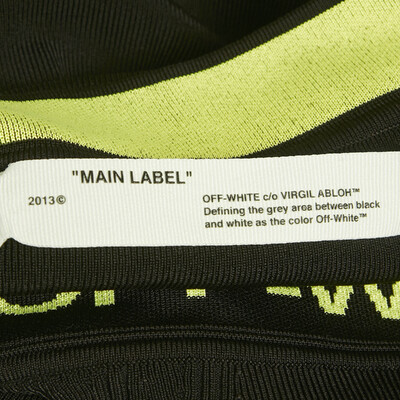 "MAIN LABEL"
2013©
OFF-WHITE c/o VIRGIL ABLOH™
Defining the grey area between black
and white as the color Off-White™